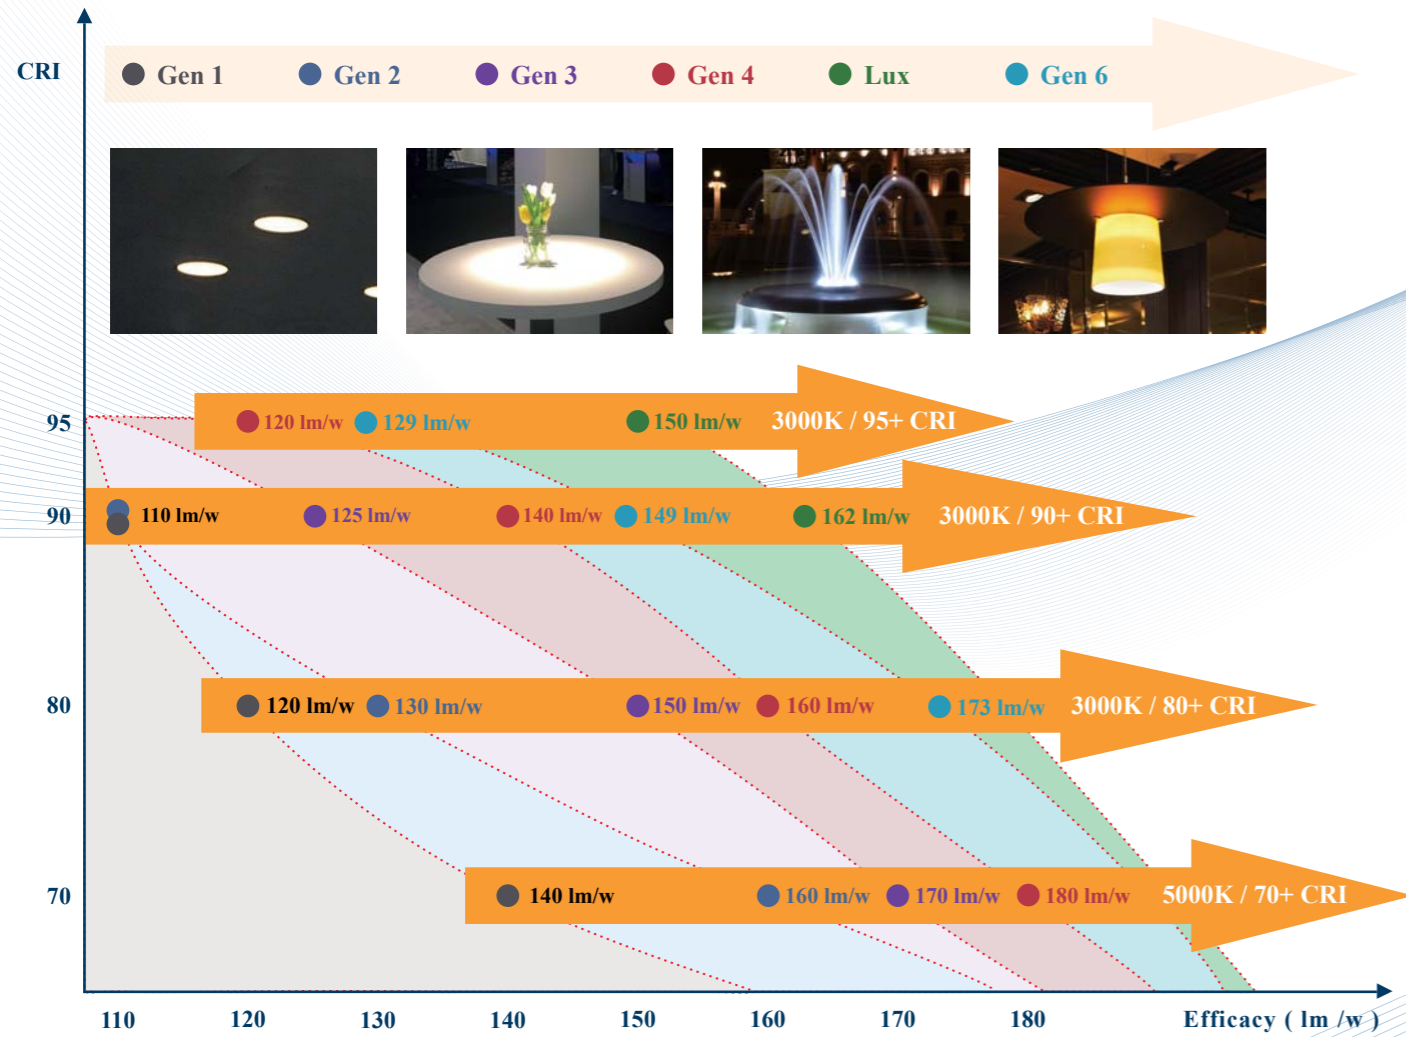 CRI
Gen 1 Gen 2 Gen 3 Gen 4 Lux Gen 6
95 120 lm/w 129 lm/w 150 lm/w 3000K / 95+ CRI
90 110 lm/w 125 lm/w 140 lm/w 149 lm/w 162 lm/w 3000K / 90+ CRI
80 120 lm/w 130 lm/w 150 lm/w 160 lm/w 173 lm/w 3000K / 80+ CRI
70 140 lm/w 160 lm/w 170 lm/w 180 lm/w 5000K / 70+ CRI
110 120 130 140 150 160 170 180 Efficacy ( lm /w )